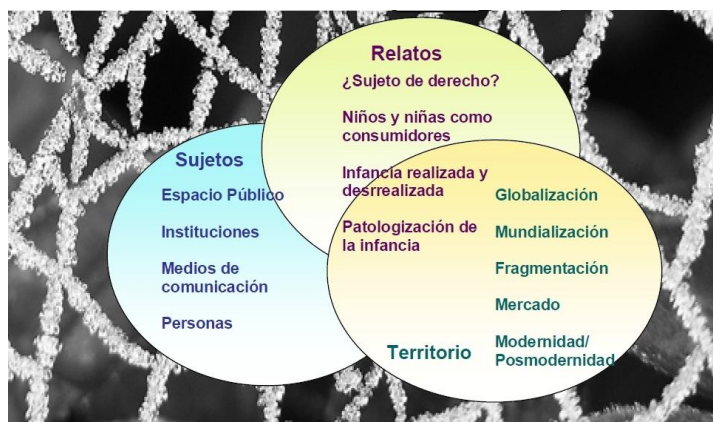 Relatos
¿Sujeto de derecho?
Niños y niñas como
consumidores
Infancia realizada y
desrrealizada
Patologización de
la infancia
Sujetos
Espacio Público
Instituciones
Medios de
comunicación
Personas
Globalización
Mundialización
Fragmentación
Mercado
Modernidad/
Posmodernidad
Territorio